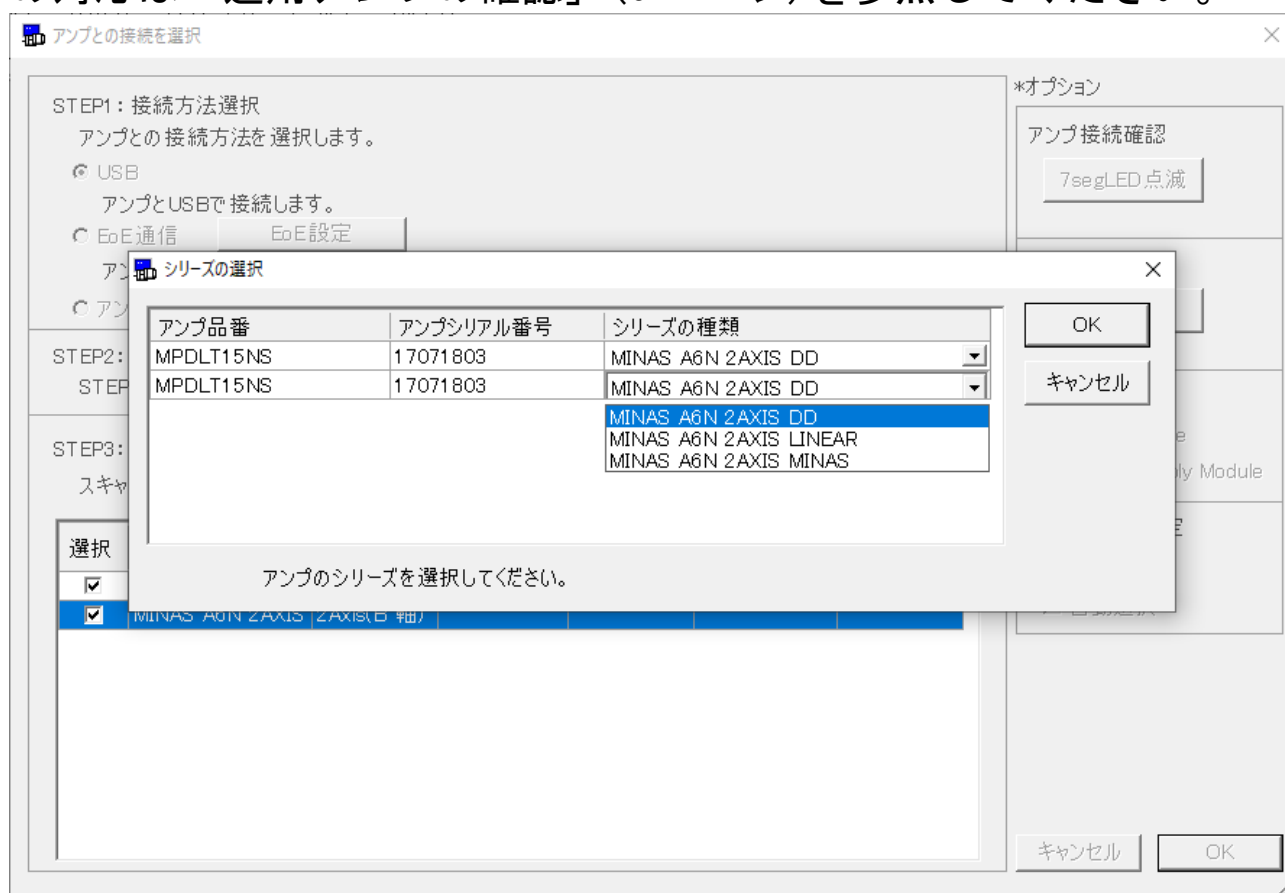 アンプとの接続を選択
STEP1：接続方法選択
アンプとの接続方法を選択します。
USB
アンプとUSBで接続します。
EoE通信 EoE設定
*オプション
アンプ接続確認
7segLED点滅
シリーズの選択
アンプ品番 アンプシリアル番号 シリーズの種類
MPDLT15NS 17071803 MINAS A6N 2AXIS DD
MPDLT15NS 17071803 MINAS A6N 2AXIS DD
MINAS A6N 2AXIS DD
MINAS A6N 2AXIS LINEAR
MINAS A6N 2AXIS MINAS
OK
キャンセル
アンプのシリーズを選択してください。
STEP2:
STEP
STEP3:
スキャ
Module
選択
MINAS A6N 2AXIS 2Axis(B 軸)
キャンセル OK